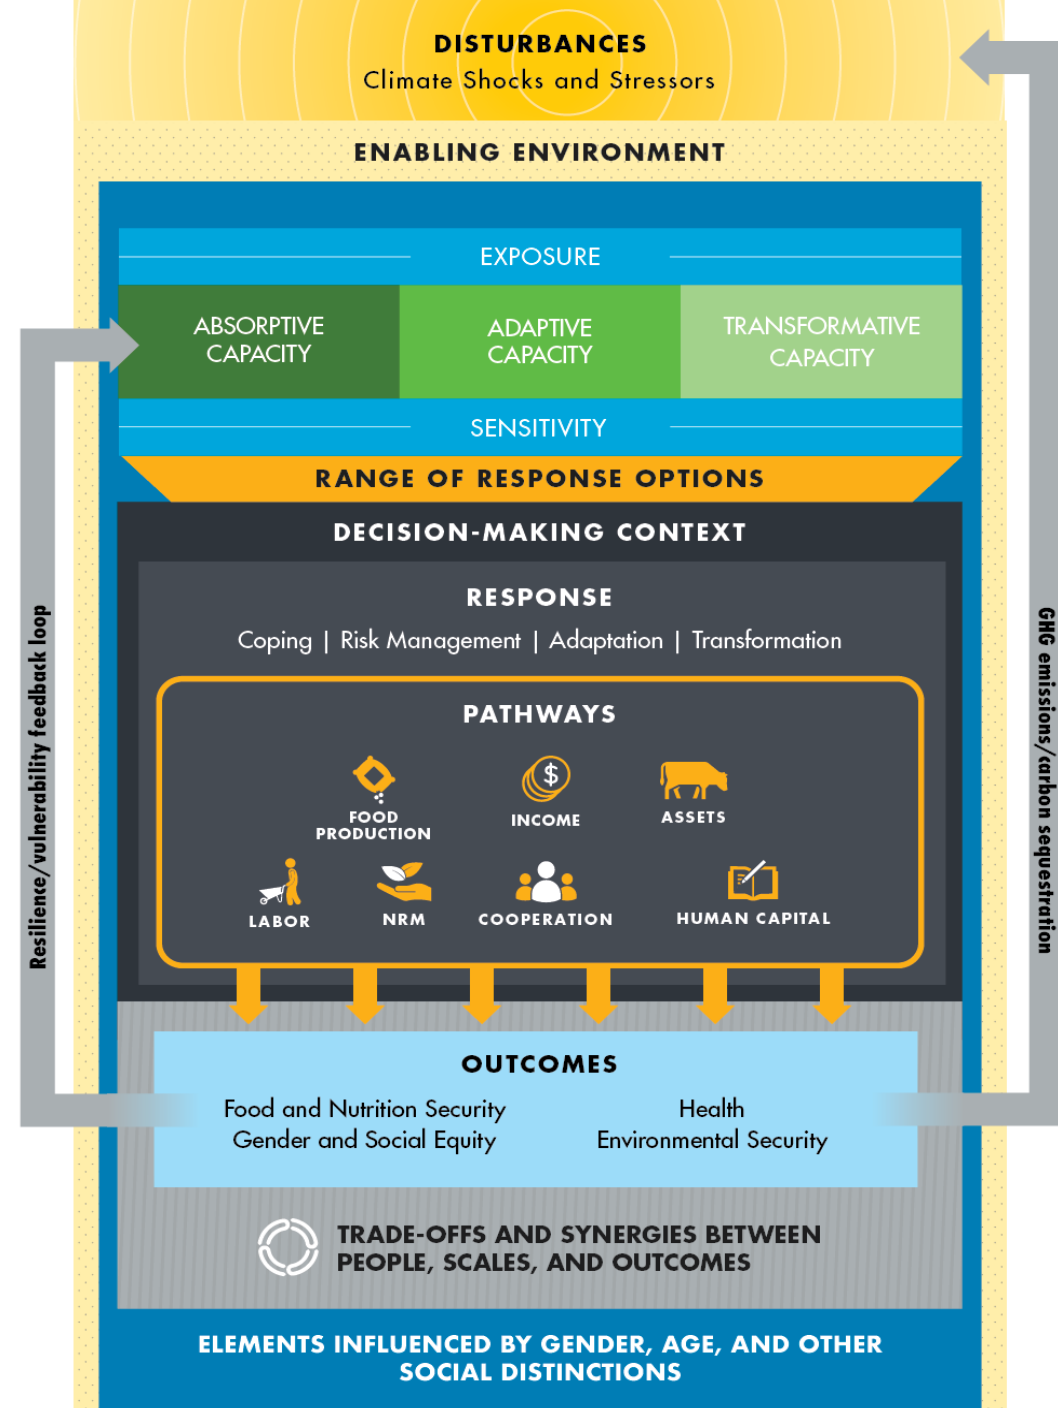 DISTURBANCES
Climate Shocks and Stressors
ENABLING ENVIRONMENT
EXPOSURE
ABSORPTIVE
CAPACITY
ADAPTIVE
CAPACITY
TRANSFORMATIVE
CAPACITY
SENSITIVITY
RANGE OF RESPONSE OPTIONS
DECISION-MAKING CONTEXT
RESPONSE
Coping | Risk Management | Adaptation | Transformation
PATHWAYS
FOOD
PRODUCTION
$
INCOME
ASSETS
LABOR
NRM
COOPERATION
HUMAN CAPITAL
OUTCOMES
Food and Nutrition Security
Gender and Social Equity
Health
Environmental Security
TRADE-OFFS AND SYNERGIES BETWEEN
PEOPLE, SCALES, AND OUTCOMES
ELEMENTS INFLUENCED BY GENDER, AGE, AND OTHER
SOCIAL DISTINCTIONS
Resilience/vulnerability feedback loop
GHG emissions/carbon sequestration